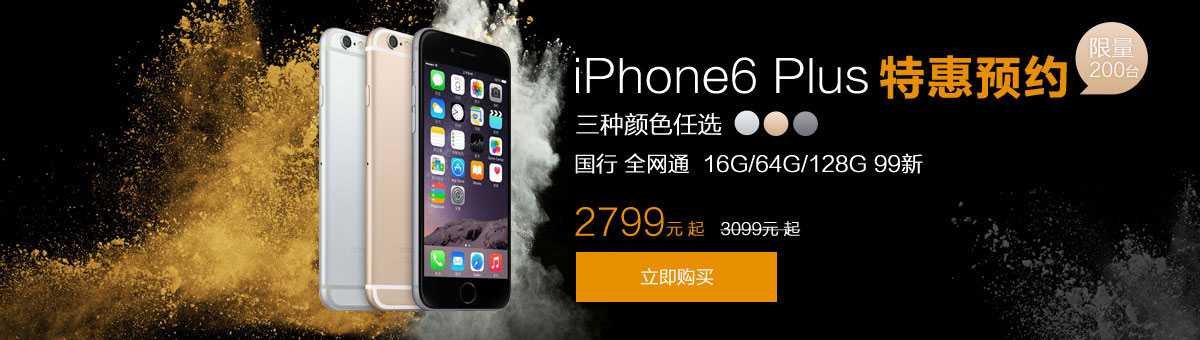 iPhone6 Plus 特惠预约
限量
200台
三种颜色任选
国行 全网通 16G/64G/128G 99新
2799元 起 3099元 起
立即购买